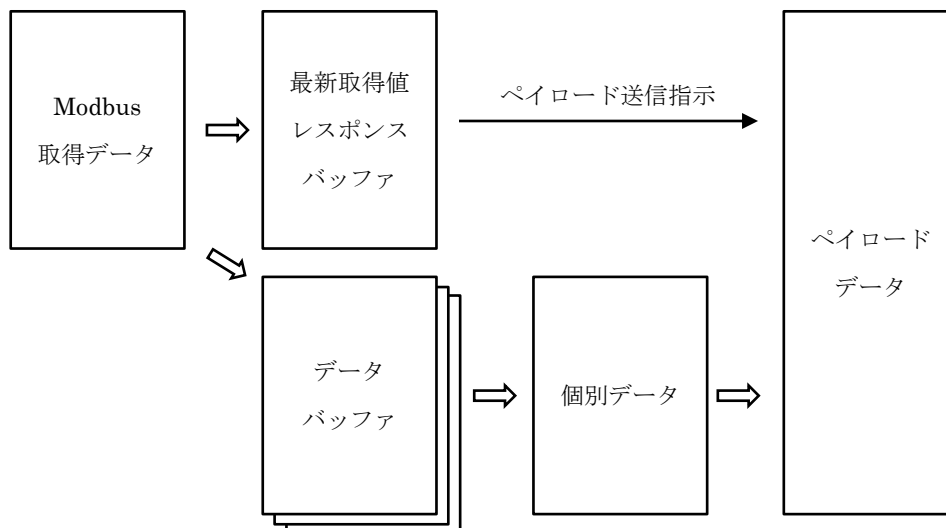 Modbus
取得データ
最新取得値
レスポンス
バッファ
ペイロード送信指示
ペイロード
データ
データ
バッファ
個別データ